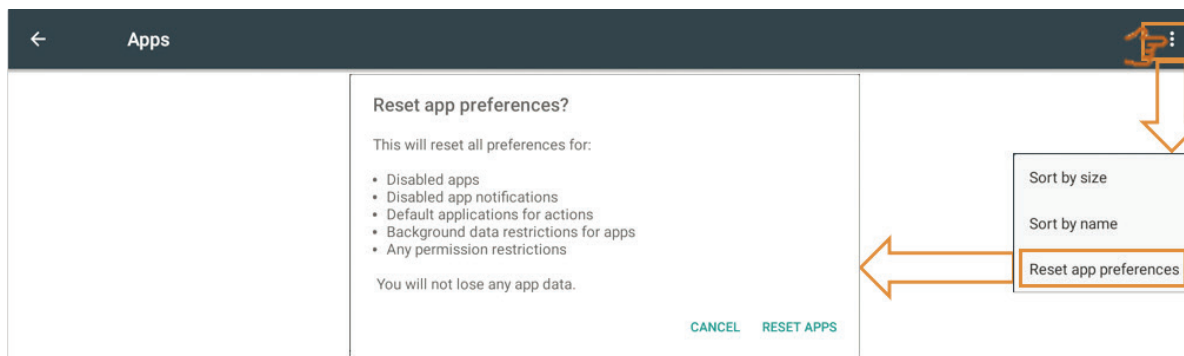 Apps
Reset app preferences?
This will reset all preferences for:
• Disabled apps
• Disabled app notifications
• Default applications for actions
• Background data restrictions for apps
• Any permission restrictions
You will not lose any app data.
CANCEL RESET APPS
Sort by size
Sort by name
Reset app preferences